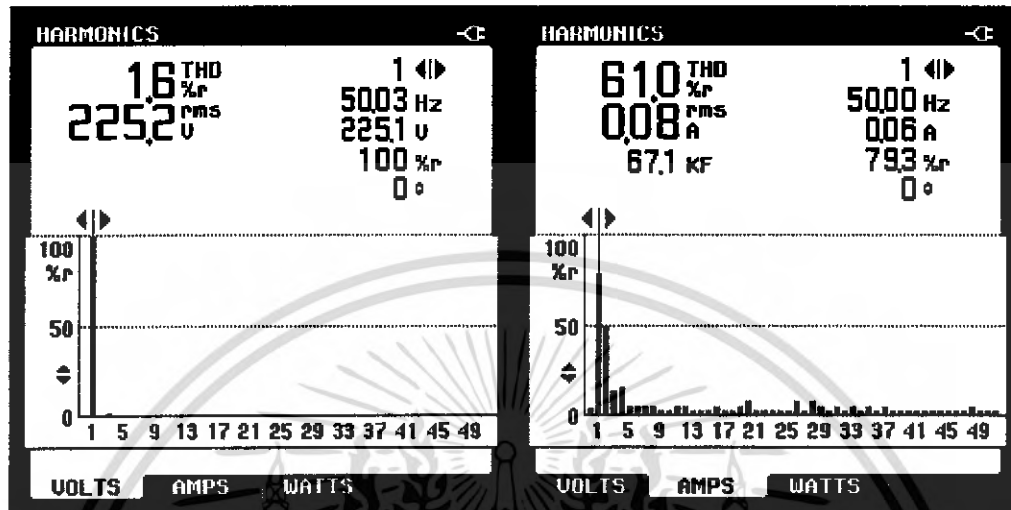 HARMONICS
1.6 THD %r
225.2 rms V
1
50.03 Hz
225.1 V
100 %r
0 °
100
%r
50
0
1 5 9 13 17 21 25 29 33 37 41 45 49
VOLTS AMPS WATTS
HARMONICS
61.0 THD %r
0.08 rms A
67.1 KF
1
50.00 Hz
0.06 A
79.3 %r
0 °
100
%r
50
0
1 5 9 13 17 21 25 29 33 37 41 45 49
VOLTS AMPS WATTS